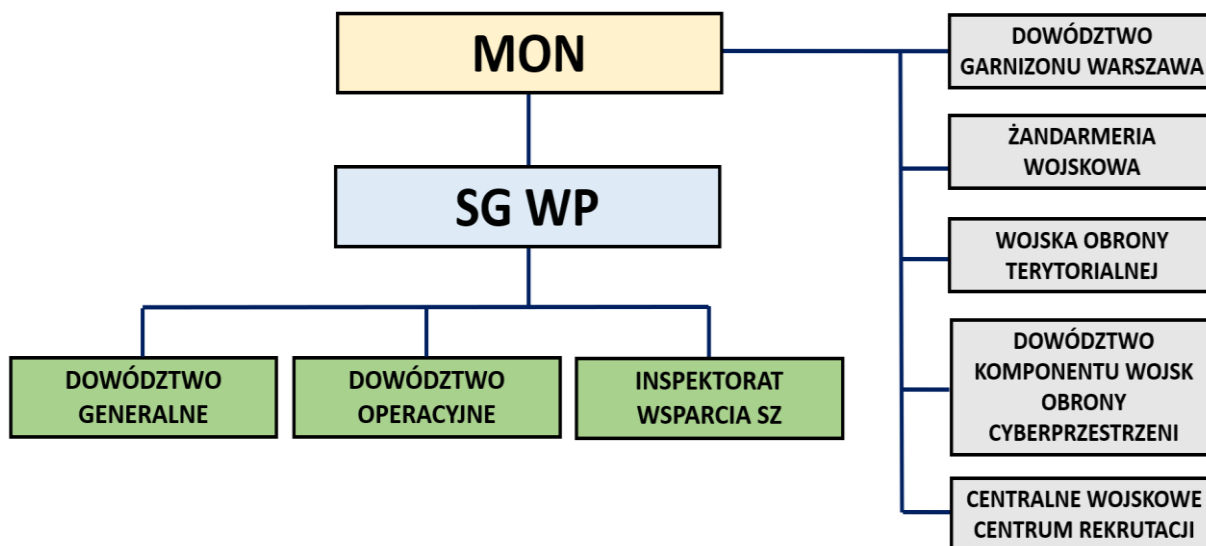 MON
SG WP
DOWÓDZTWO
GENERALNE
DOWÓDZTWO
OPERACYJNE
INSPEKTORAT
WSPARCIA SZ
DOWÓDZTWO
GARNIZONU WARSZAWA
ŻANDARMERIA
WOJSKOWA
WOJSKA OBRONY
TERYTORIALNEJ
DOWÓDZTWO
KOMPONENTU WOJSK
OBRONY
CYBERPRZESTRZENI
CENTRALNE WOJSKOWE
CENTRUM REKRUTACJI